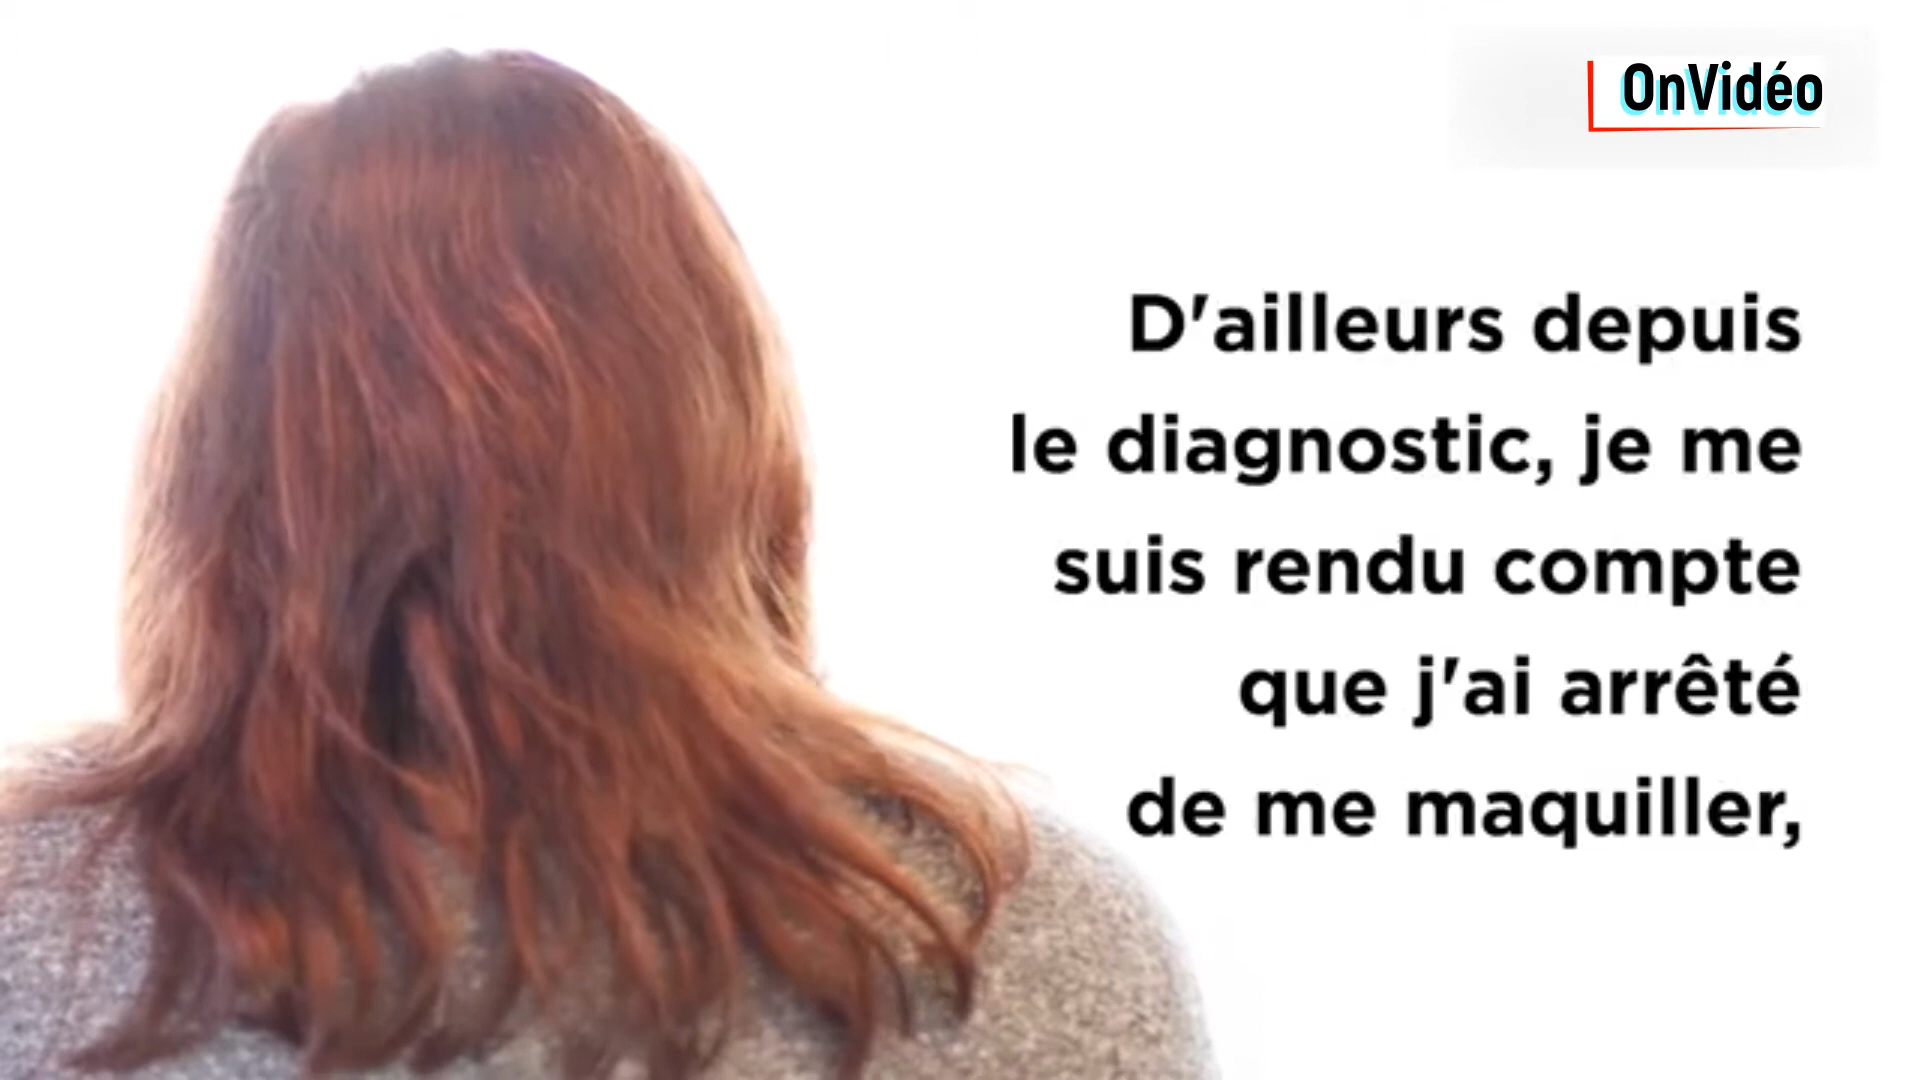 OnVidéo
D'ailleurs depuis
le diagnostic, je me
suis rendu compte
que j'ai arrêté
de me maquiller,